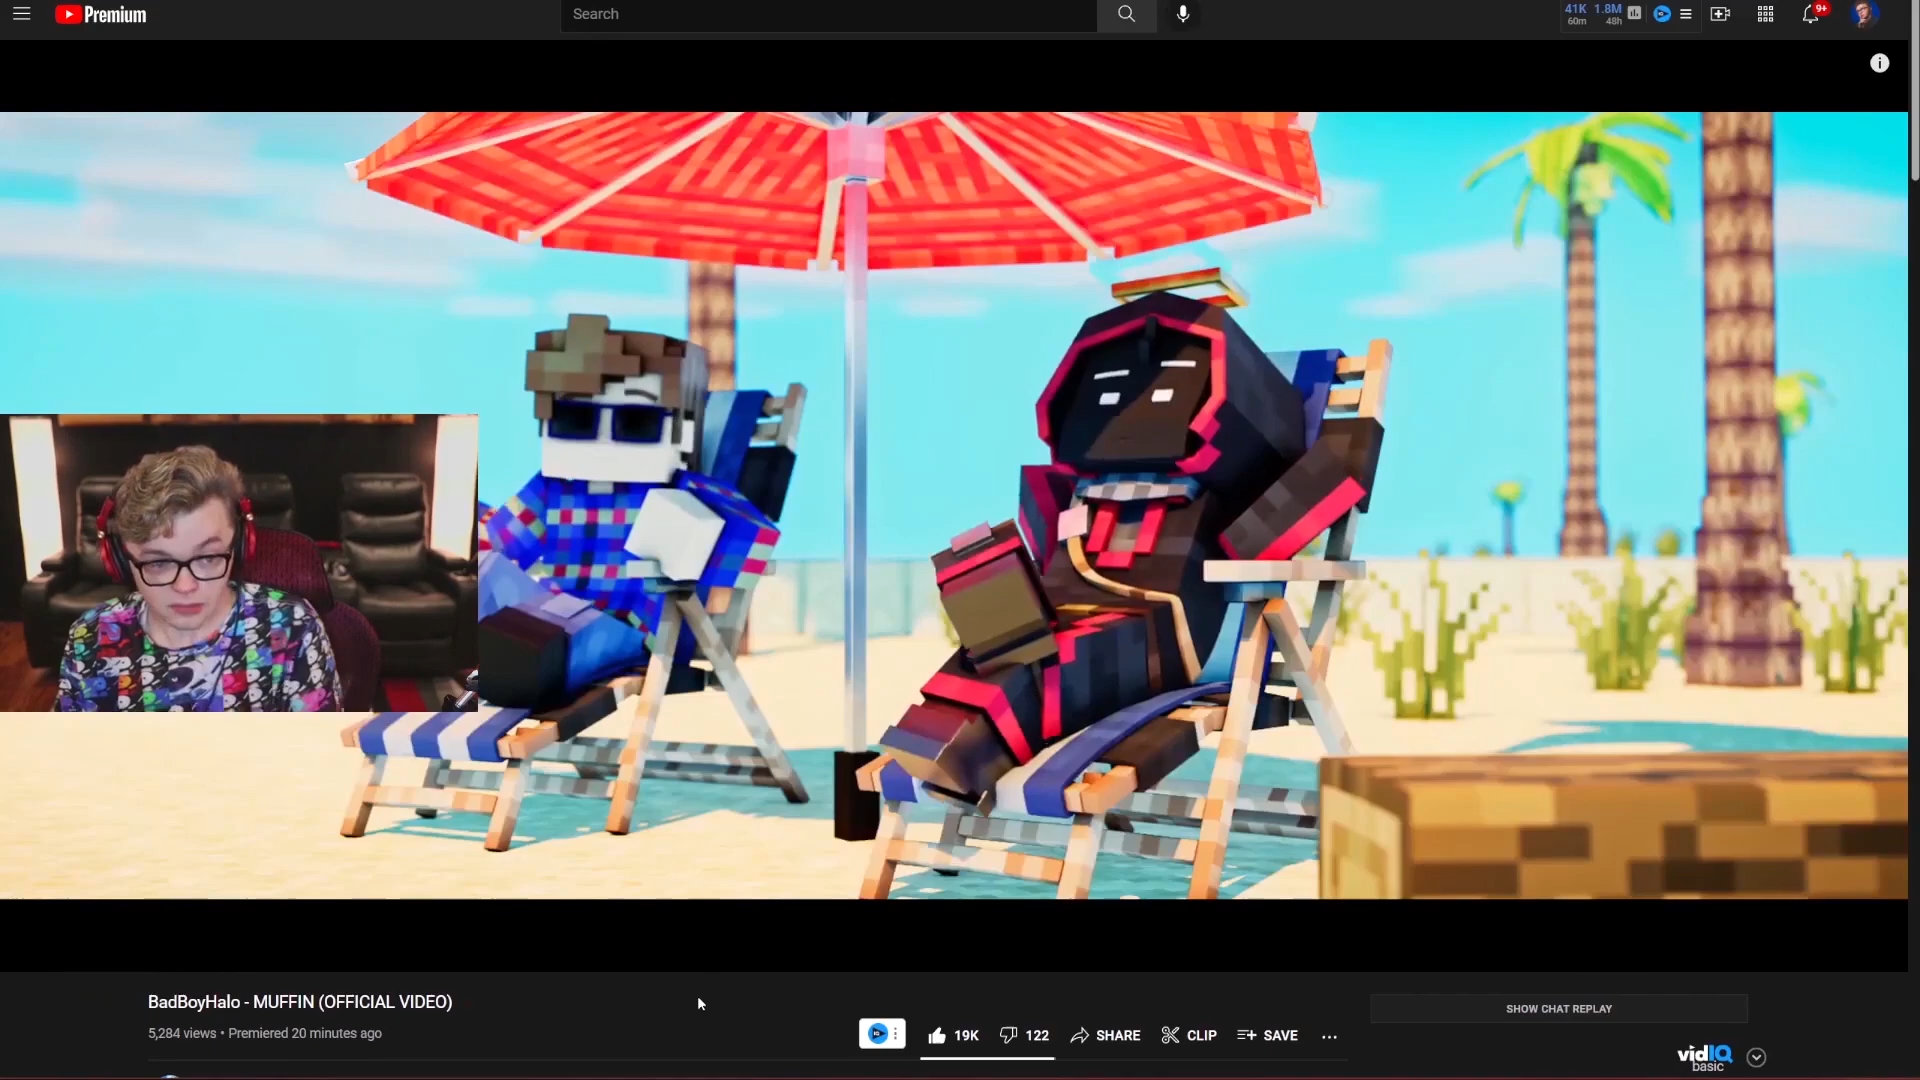 Premium
Search
41K 1.8M
60m 48h
9+
BadBoyHalo - MUFFIN (OFFICIAL VIDEO)
5,284 views • Premiered 20 minutes ago
19K
122
SHARE
CLIP
SAVE
SHOW CHAT REPLAY
vidIQ
basic